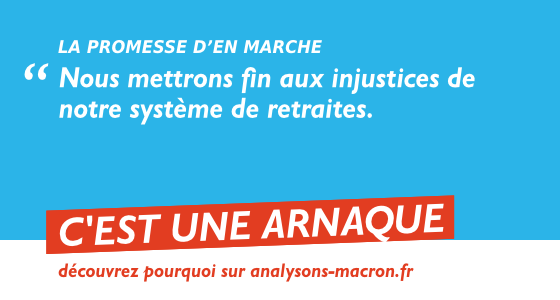 LA PROMESSE D’EN MARCHE
“ Nous mettrons fin aux injustices de
notre système de retraites.
C'EST UNE ARNAQUE
découvrez pourquoi sur analysons-macron.fr